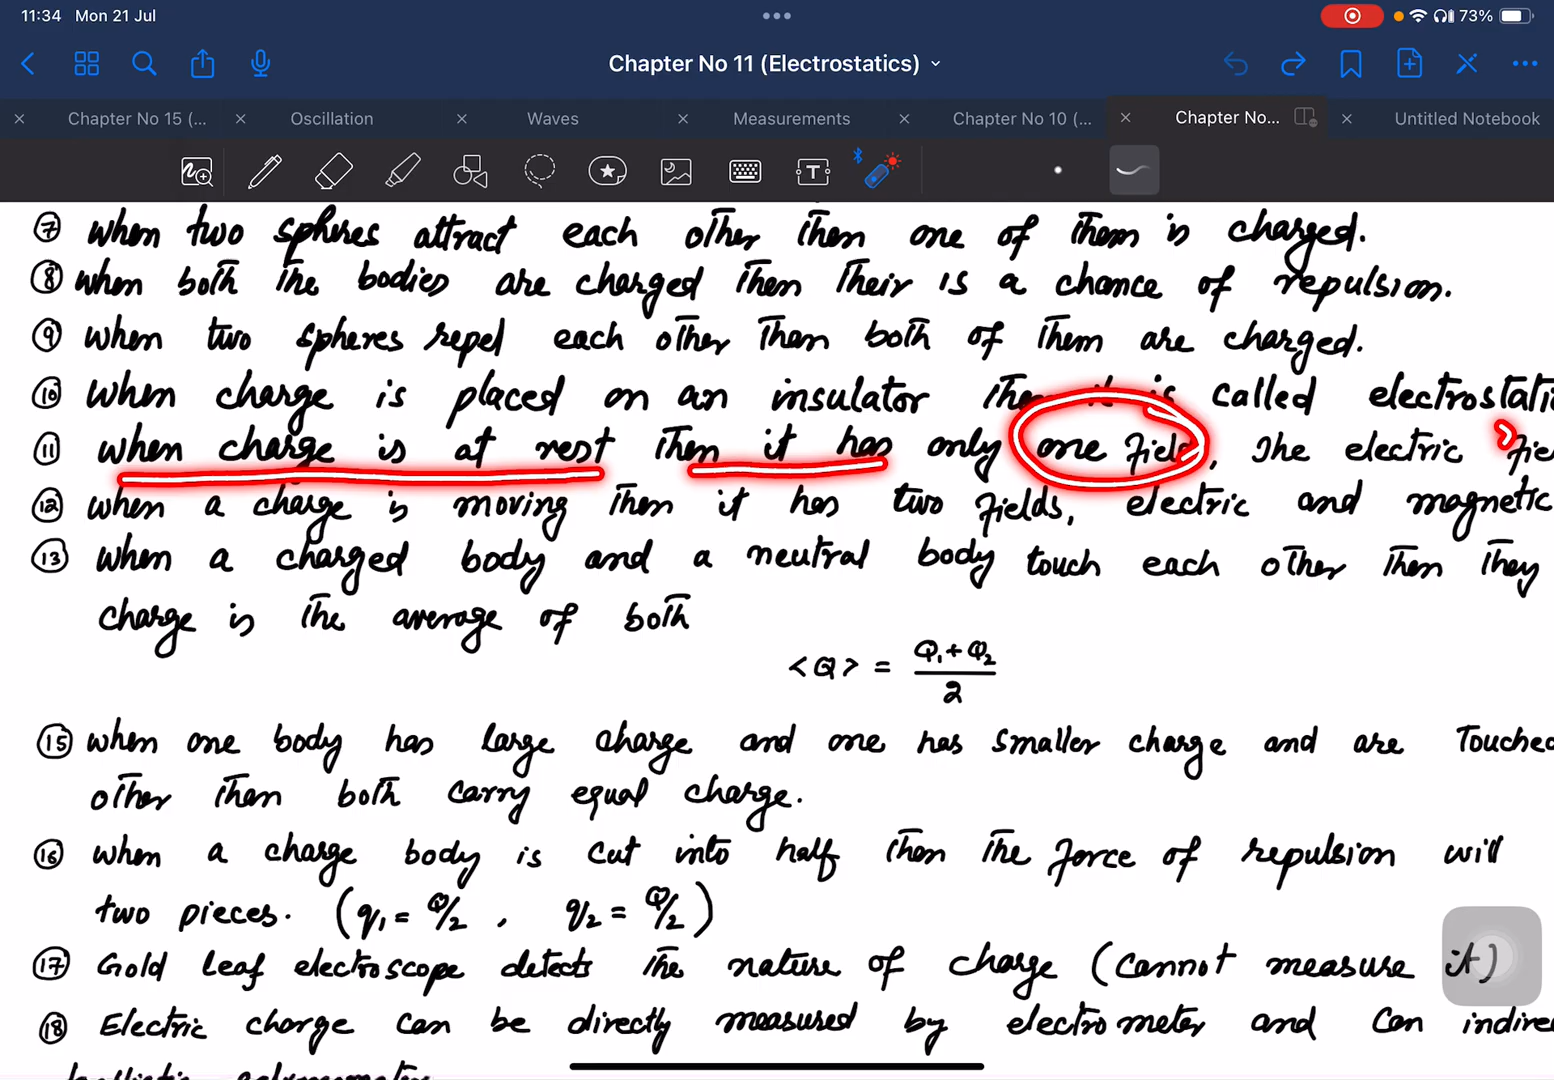 11:34 Mon 21 Jul
73%
Chapter No 11 (Electrostatics)
Chapter No 15 (... Oscillation Waves Measurements Chapter No 10 (... Chapter No... Untitled Notebook
⑦ when two spheres attract each other then one of them is charged.
⑧ when both the bodies are charged then their is a chance of repulsion.
⑨ when two spheres repel each other then both of them are charged.
⑩ when charge is placed on an insulator then it is called electrostati
⑪ when charge is at rest then it has only one field, the electric fie
⑫ when a charge is moving then it has two fields, electric and magnetic
⑬ when a charged body and a neutral body touch each other then they
charge is the average of both
<Q> = Q₁+Q₂/2
⑮ when one body has large charge and one has smaller charge and are touched
other then both carry equal charge.
⑯ when a charge body is cut into half then the force of repulsion will
two pieces. (q₁= Q/2 , q₂ = Q/2)
⑰ Gold leaf electroscope detects the nature of charge (cannot measure it)
⑱ Electric charge can be directly measured by electrometer and can indire
ballistic galvanometer